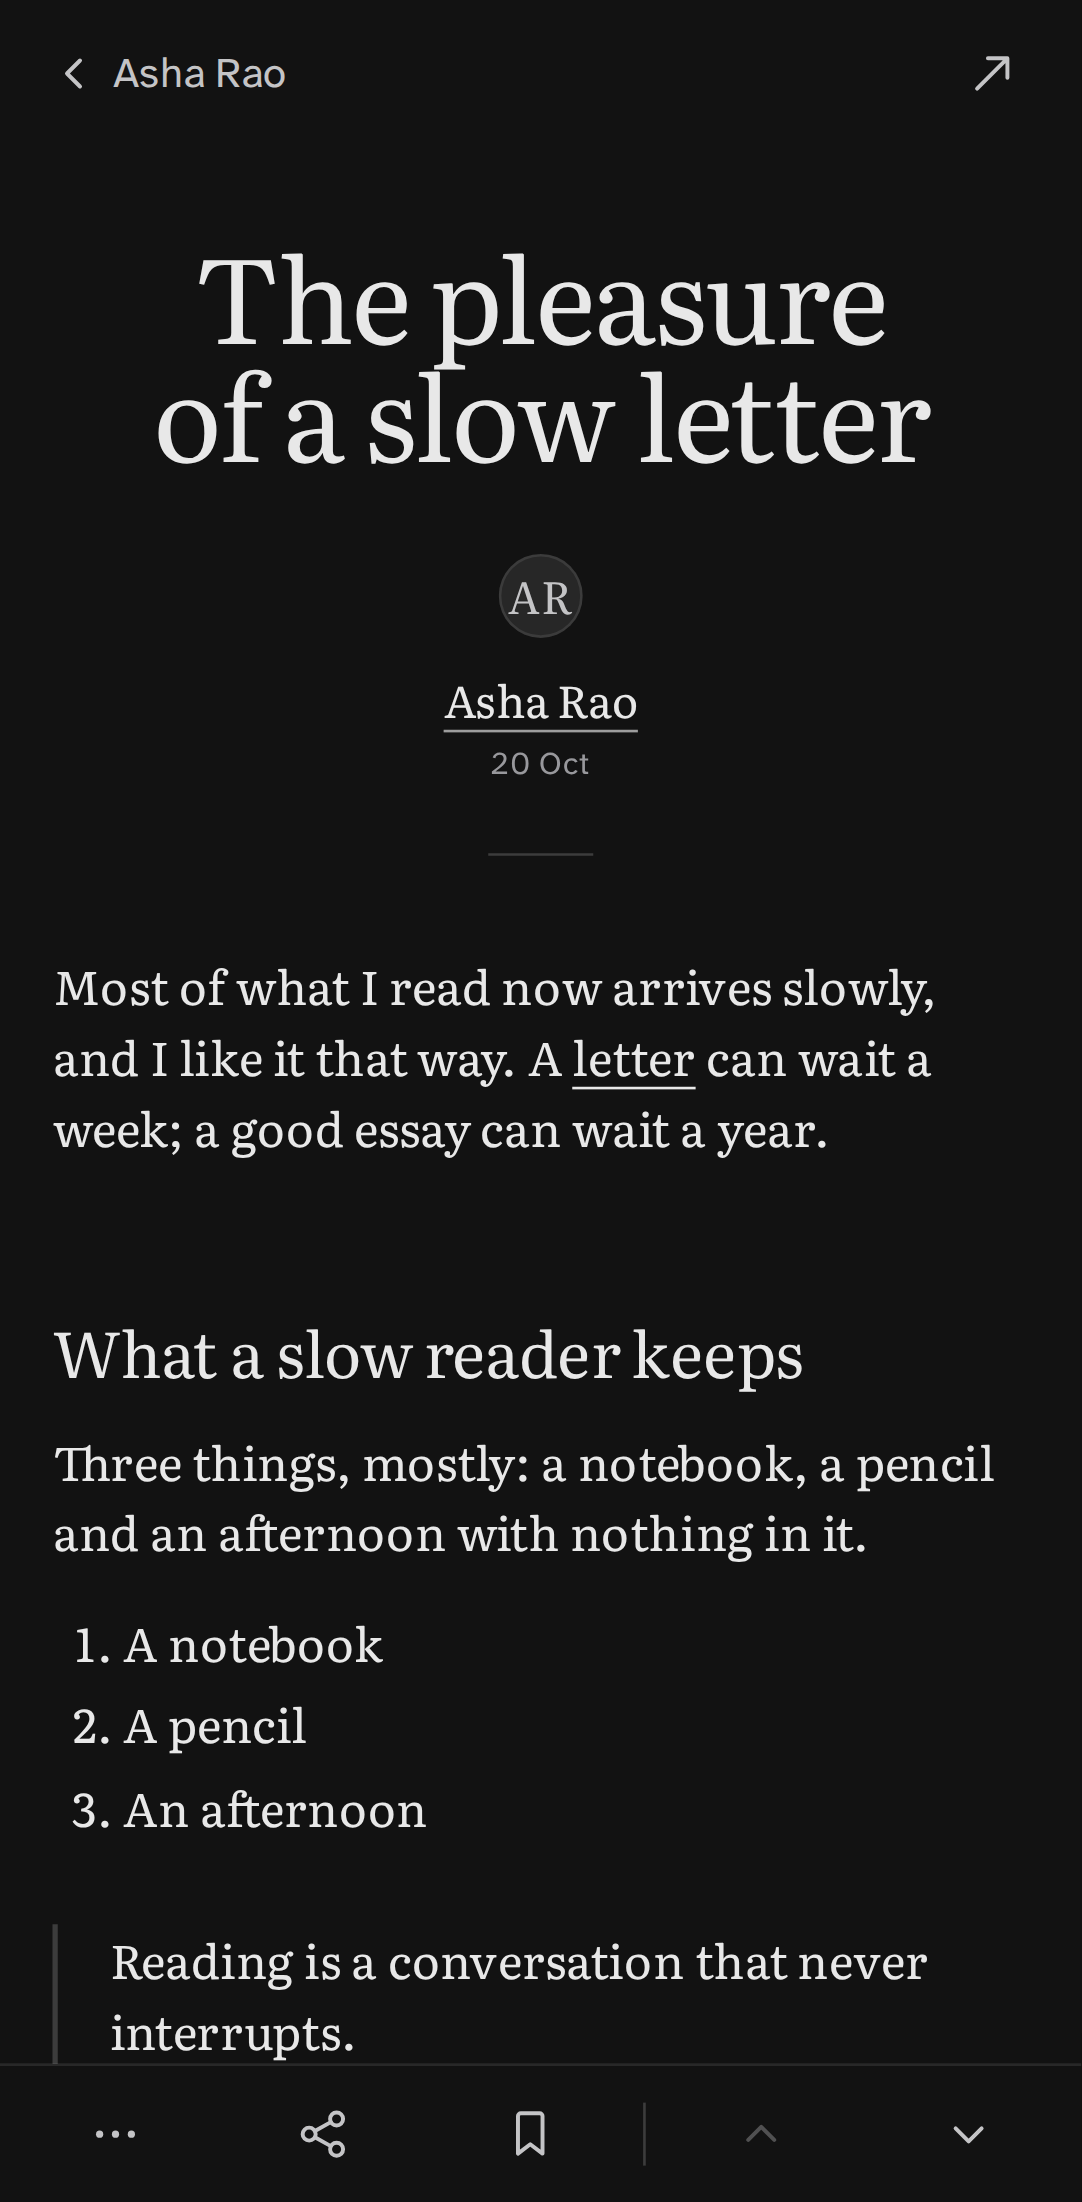 Asha Rao
The pleasure
of a slow letter
AR
Asha Rao
20 Oct
Most of what I read now arrives slowly,
and I like it that way. A letter can wait a
week; a good essay can wait a year.
What a slow reader keeps
Three things, mostly: a notebook, a pencil
and an afternoon with nothing in it.
1. A notebook
2. A pencil
3. An afternoon
Reading is a conversation that never
interrupts.